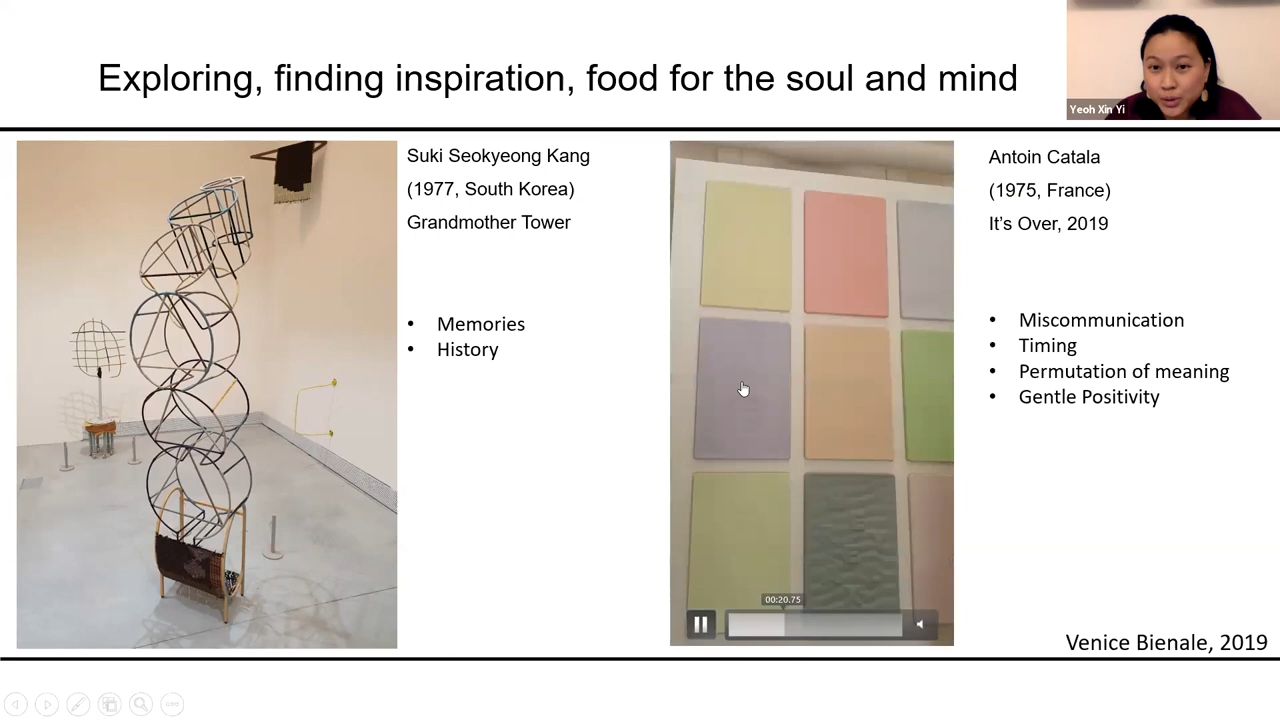 Exploring, finding inspiration, food for the soul and mind
Yeoh Xin Yi
Suki Seokyeong Kang
(1977, South Korea)
Grandmother Tower
• Memories
• History
Antoin Catala
(1975, France)
It's Over, 2019
• Miscommunication
• Timing
• Permutation of meaning
• Gentle Positivity
00:20.75
Venice Bienale, 2019